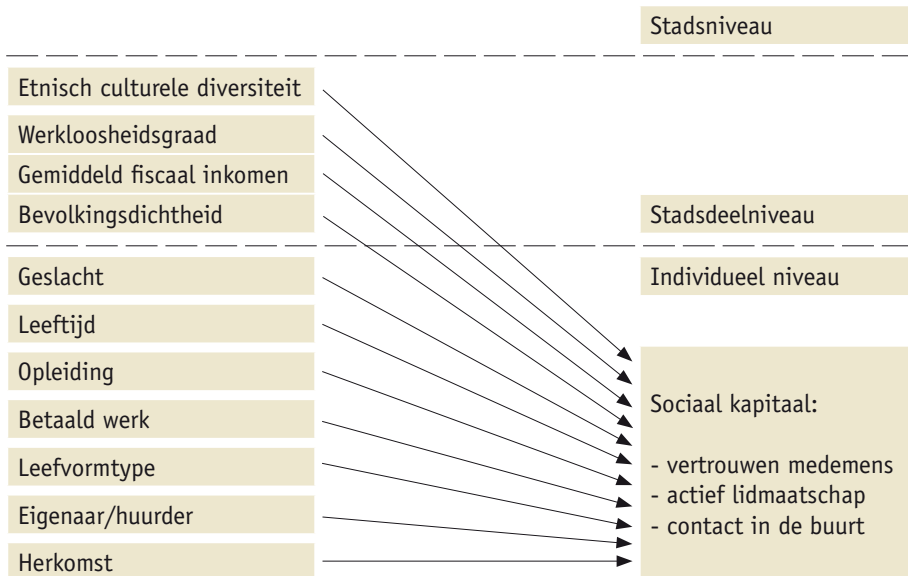 Stadsniveau
Etnisch culturele diversiteit
Werkloosheidsgraad
Gemiddeld fiscaal inkomen
Bevolkingsdichtheid
Stadsdeelniveau
Geslacht
Individueel niveau
Leeftijd
Opleiding
Betaald werk
Leefvormtype
Eigenaar/huurder
Herkomst
Sociaal kapitaal:
- vertrouwen medemens
- actief lidmaatschap
- contact in de buurt